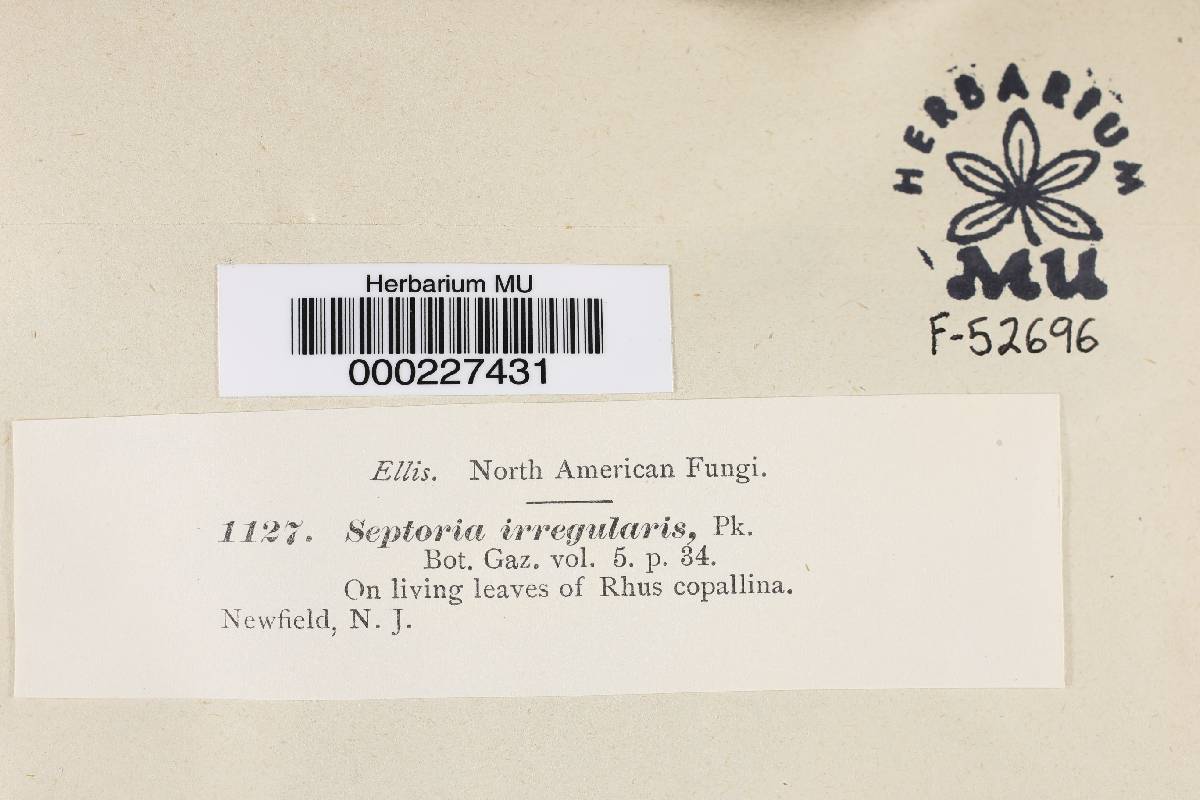 HERBARIUM
MU
F-52696
Herbarium MU
000227431
Ellis. North American Fungi.
1127. Septoria irregularis, Pk.
Bot. Gaz. vol. 5. p. 34.
On living leaves of Rhus copallina.
Newfield, N. J.